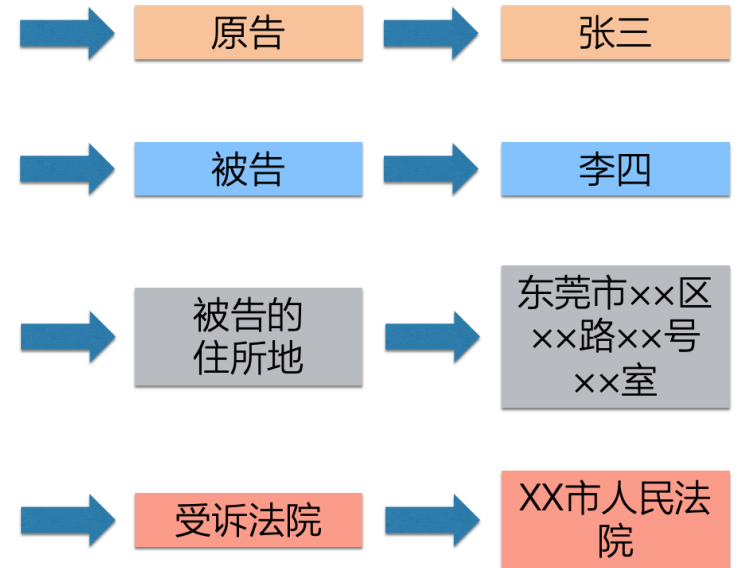 原告
张三
被告
李四
被告的
住所地
东莞市××区
××路××号
××室
受诉法院
XX市人民法
院